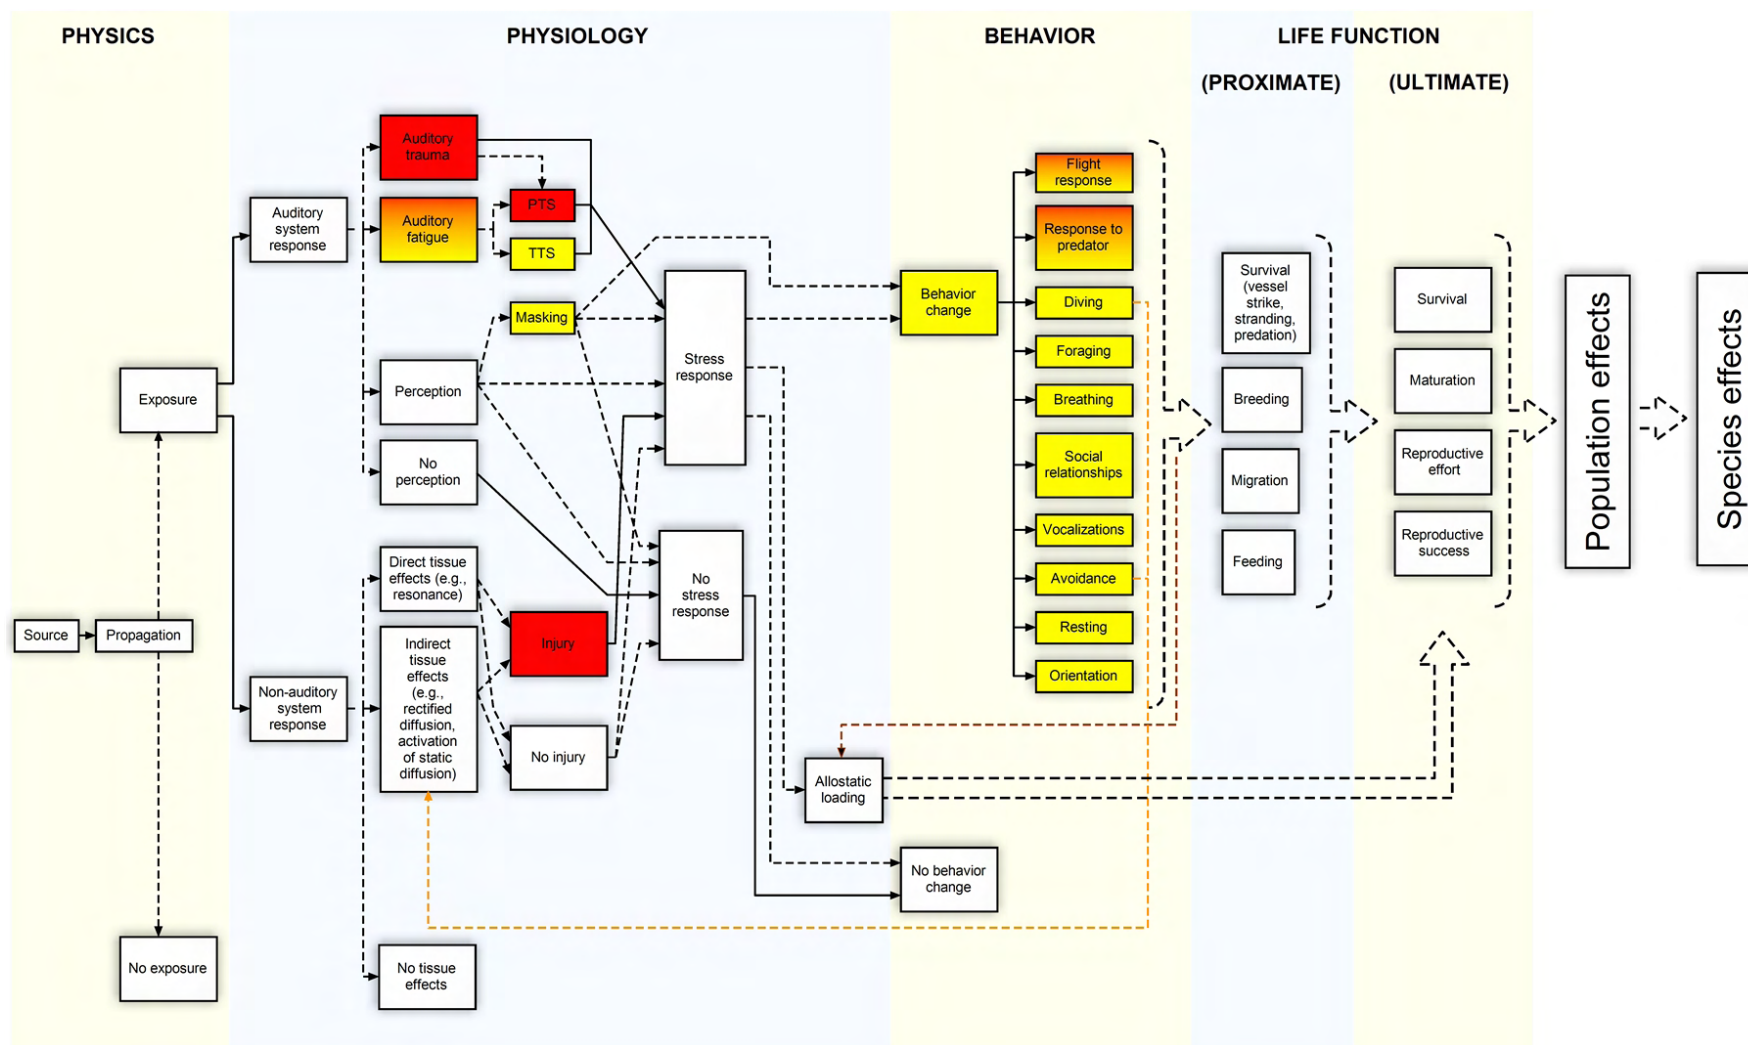 PHYSICS
PHYSIOLOGY
BEHAVIOR
LIFE FUNCTION
(PROXIMATE)
(ULTIMATE)
Source
Propagation
Exposure
No exposure
Auditory
system
response
Non-auditory
system
response
Auditory
trauma
Auditory
fatigue
PTS
TTS
Masking
Perception
No
perception
Direct tissue
effects (e.g.,
resonance)
Indirect
tissue
effects
(e.g.,
rectified
diffusion,
activation
of static
diffusion)
No tissue
effects
Injury
No injury
Stress
response
No
stress
response
Allostatic
loading
Behavior
change
No behavior
change
Flight
response
Response to
predator
Diving
Foraging
Breathing
Social
relationships
Vocalizations
Avoidance
Resting
Orientation
Survival
(vessel
strike,
stranding,
predation)
Breeding
Migration
Feeding
Survival
Maturation
Reproductive
effort
Reproductive
success
Population effects
Species effects